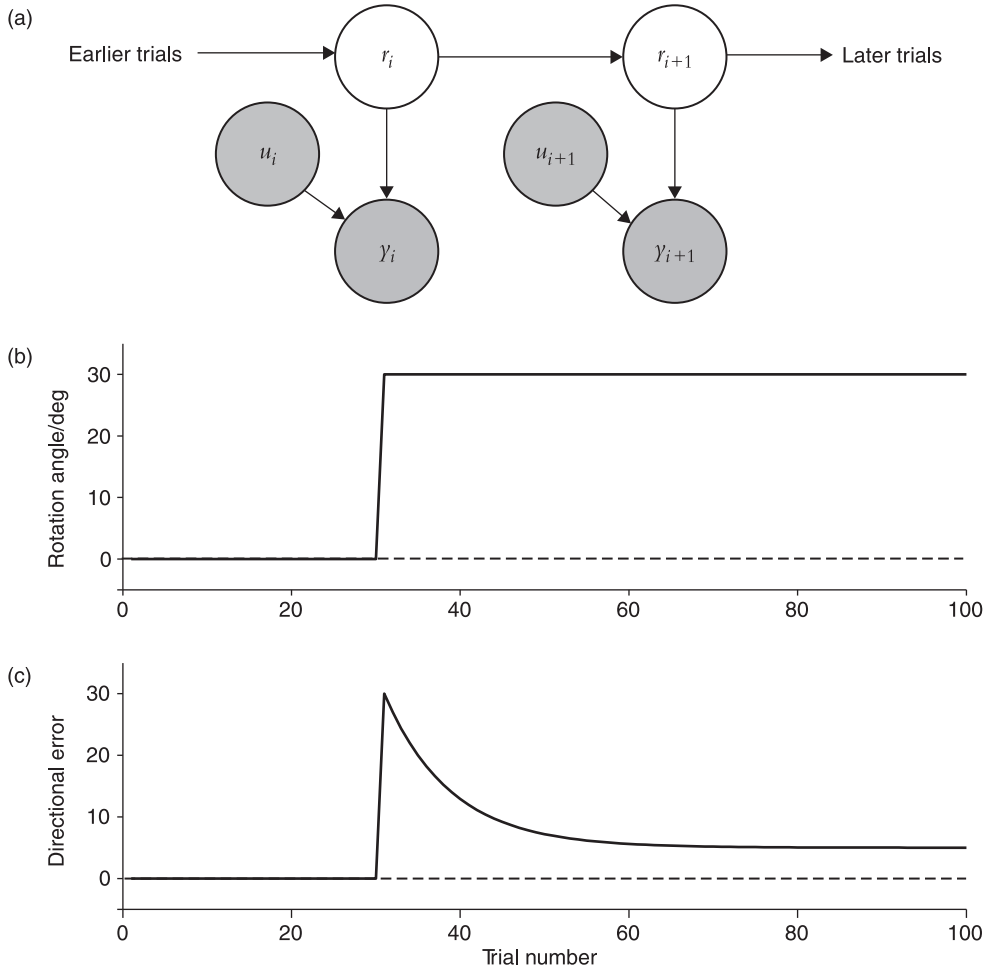 (a)
Earlier trials
r_i
r_{i+1}
Later trials
u_i
u_{i+1}
y_i
y_{i+1}
(b)
Rotation angle/deg
30
20
10
0
0 20 40 60 80 100
(c)
Directional error
30
20
10
0
0 20 40 60 80 100
Trial number